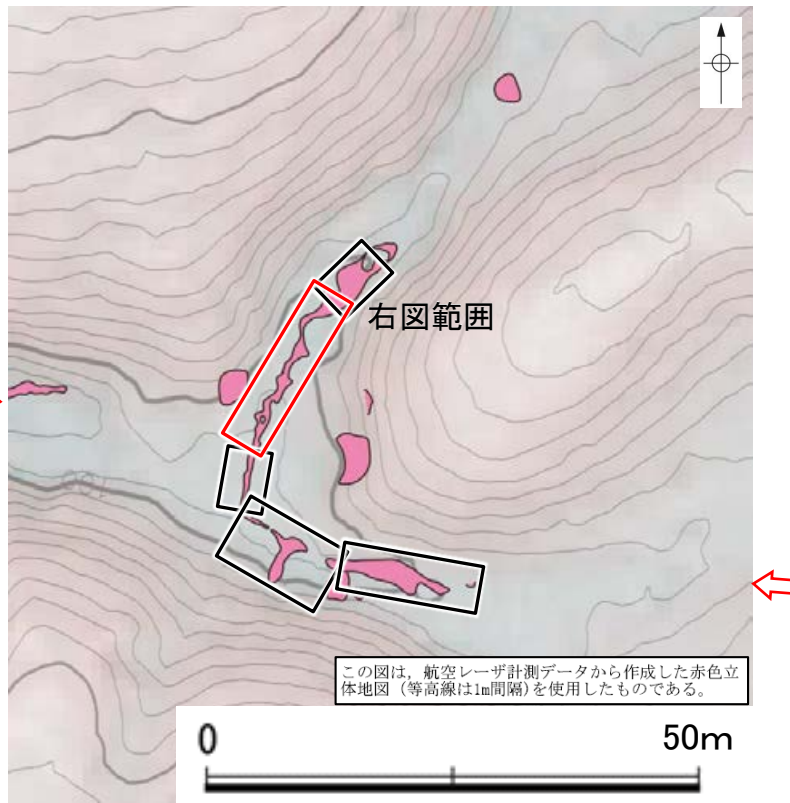 右図範囲
この図は，航空レーザ計測データから作成した赤色立
体地図（等高線は1m間隔)を使用したものである。
0
50m